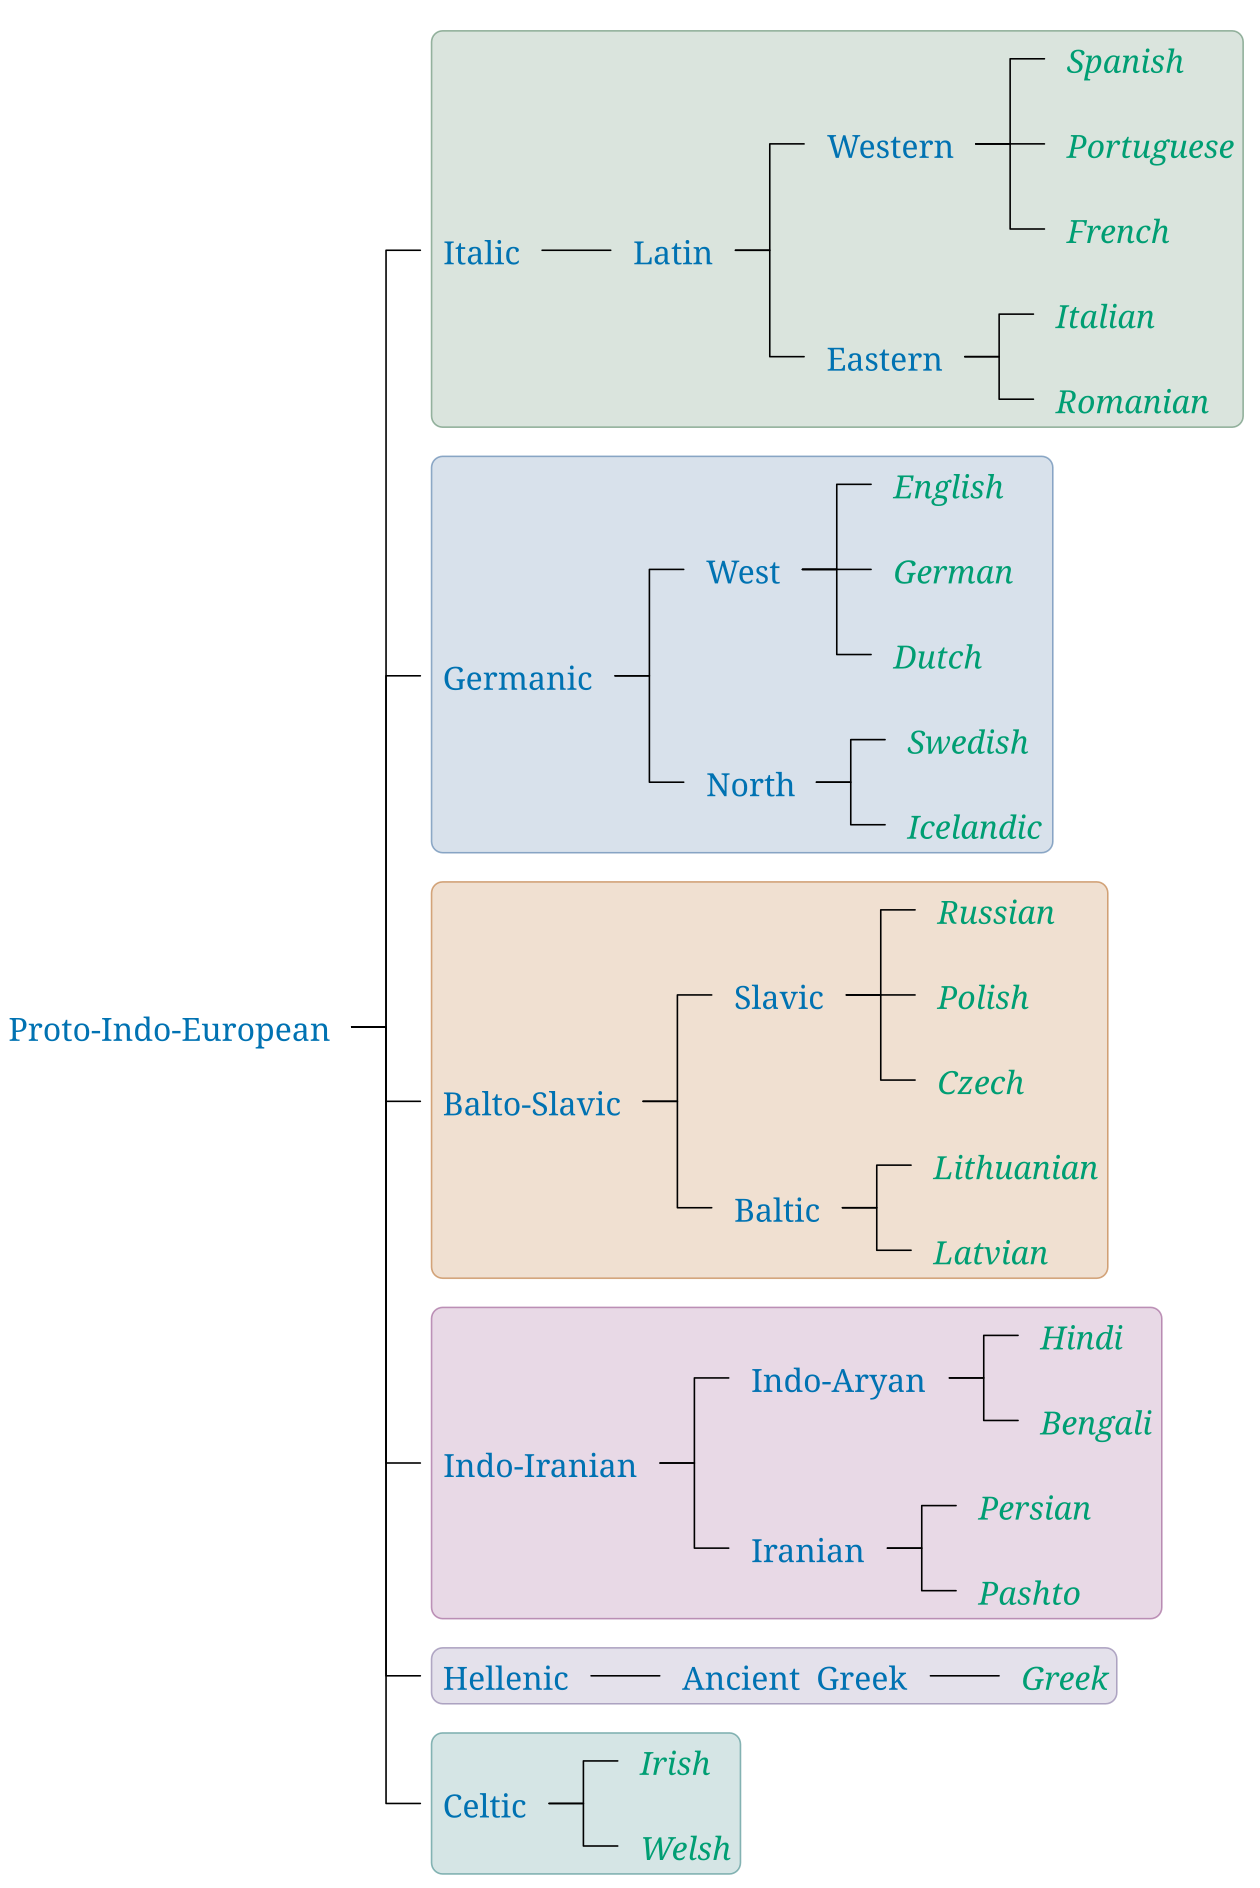 Proto-Indo-European
Italic
Latin
Western
Spanish
Portuguese
French
Eastern
Italian
Romanian
Germanic
West
English
German
Dutch
North
Swedish
Icelandic
Balto-Slavic
Slavic
Russian
Polish
Czech
Baltic
Lithuanian
Latvian
Indo-Iranian
Indo-Aryan
Hindi
Bengali
Iranian
Persian
Pashto
Hellenic
Ancient Greek
Greek
Celtic
Irish
Welsh